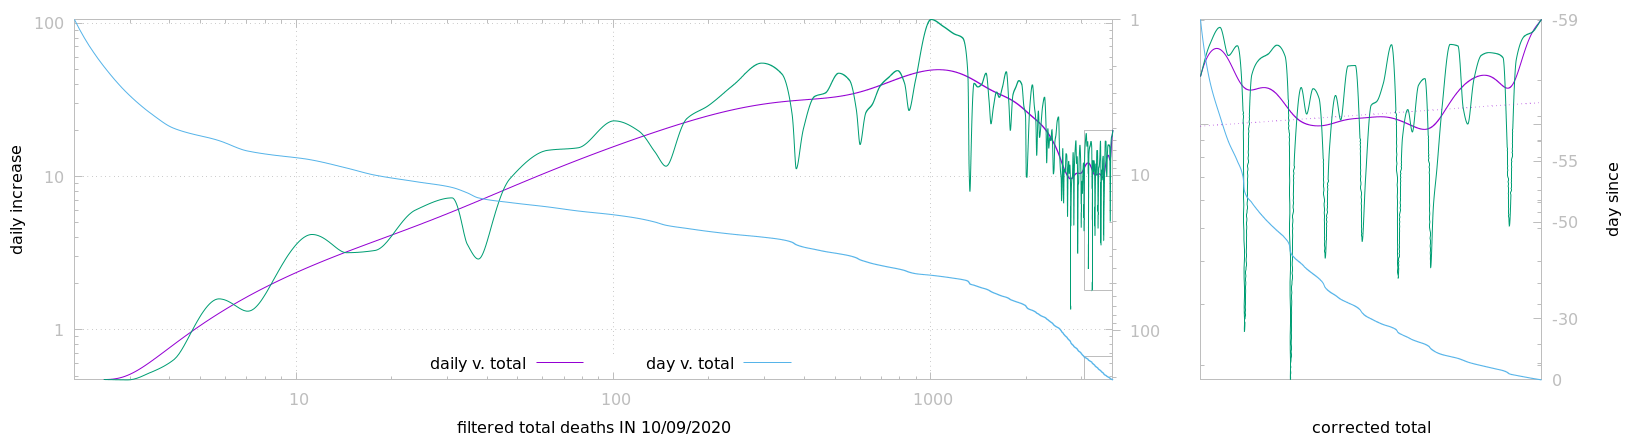 100
10
1
daily increase
daily v. total
day v. total
10
100
1000
filtered total deaths IN 10/09/2020
1
10
100
-59
-55
-50
-30
0
day since
corrected total